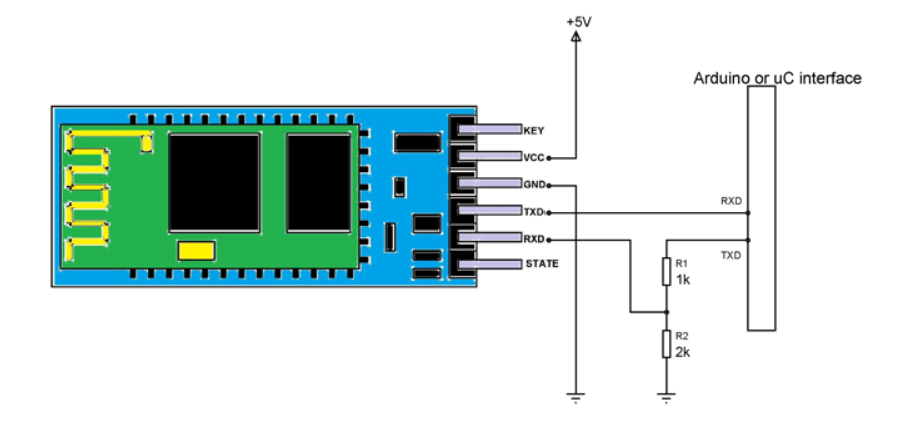 +5V
Arduino or uC interface
KEY
VCC
GND
TXD
RXD
STATE
RXD
TXD
R1
1k
R2
2k